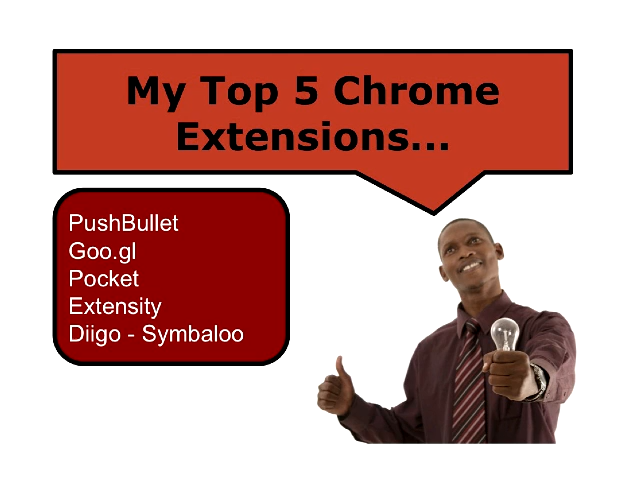 My Top 5 Chrome
Extensions...
PushBullet
Goo.gl
Pocket
Extensity
Diigo - Symbaloo